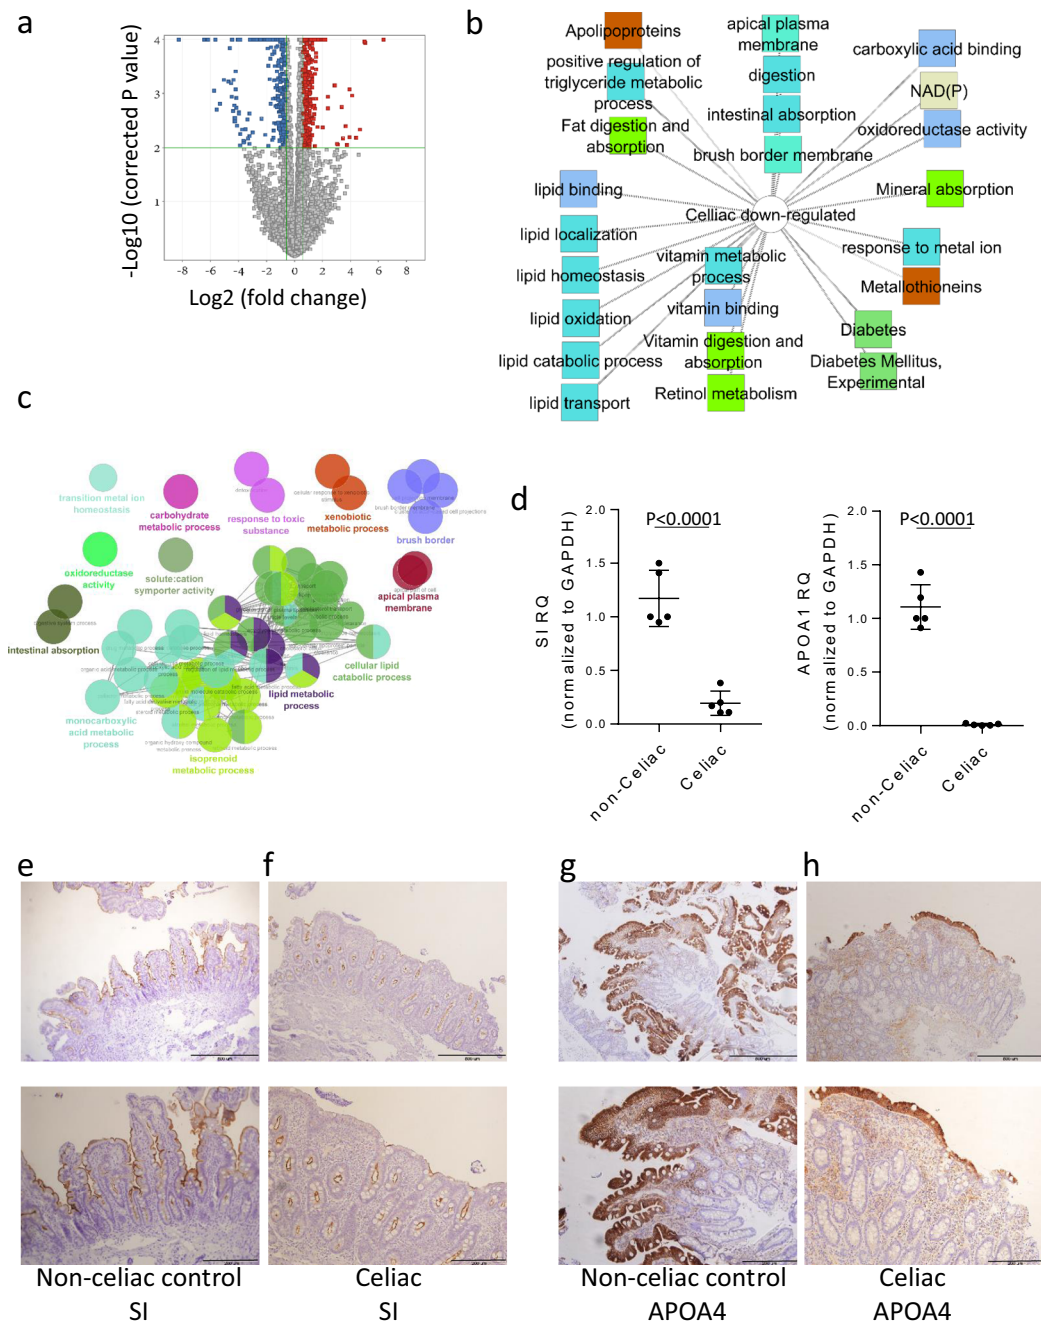 a
-Log10 (corrected P value)
4
3
2
1
-8 -6 -4 -2 0 2 4 6 8
Log2 (fold change)
b
Apolipoproteins
positive regulation of
triglyceride metabolic
process
Fat digestion and
absorption
apical plasma
membrane
digestion
intestinal absorption
brush border membrane
carboxylic acid binding
NAD(P)
oxidoreductase activity
lipid binding
Mineral absorption
Celliac down-regulated
lipid localization
lipid homeostasis
lipid oxidation
lipid catabolic process
lipid transport
vitamin metabolic
process
vitamin binding
Vitamin digestion and
absorption
Retinol metabolism
response to metal ion
Metallothioneins
Diabetes
Diabetes Mellitus,
Experimental
c
transition metal ion
homeostasis
carbohydrate
metabolic process
response to toxic
substance
xenobiotic
metabolic process
brush border
oxidoreductase
activity
solute:cation
symporter activity
apical plasma
membrane
intestinal absorption
cellular lipid
catabolic process
lipid metabolic
process
monocarboxylic
acid metabolic
process
isoprenoid
metabolic process
d
SI RQ
(normalized to GAPDH)
2.0
1.5
1.0
0.5
0.0
P<0.0001
non-Celiac
Celiac
APOA1 RQ
(normalized to GAPDH)
2.0
1.5
1.0
0.5
0.0
P<0.0001
non-Celiac
Celiac
e
f
g
h
Non-celiac control
SI
Celiac
SI
Non-celiac control
APOA4
Celiac
APOA4